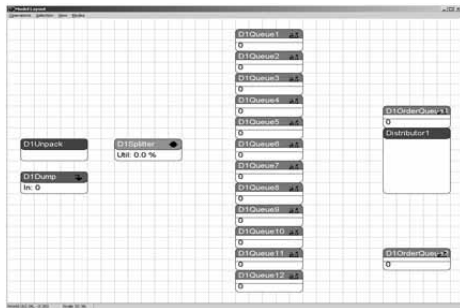 Model Layout
Operations Selection View Modes
D1Queue1
0
D1Queue2
0
D1Queue3
0
D1Queue4
0
D1Queue5
0
D1Queue6
0
D1Queue7
0
D1Queue8
0
D1Queue9
0
D1Queue10
0
D1Queue11
0
D1Queue12
0
D1Unpack
D1Dump
In: 0
D1Splitter
Util: 0.0 %
D1OrderQueue1
0
Distributor1
D1OrderQueue2
0